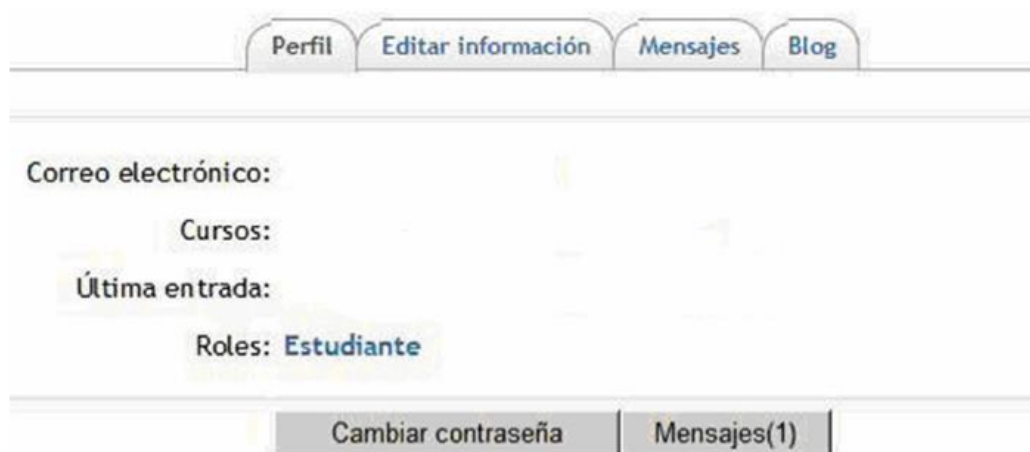 Perfil Editar información Mensajes Blog
Correo electrónico:
Cursos:
Última entrada:
Roles: Estudiante
Cambiar contraseña Mensajes(1)